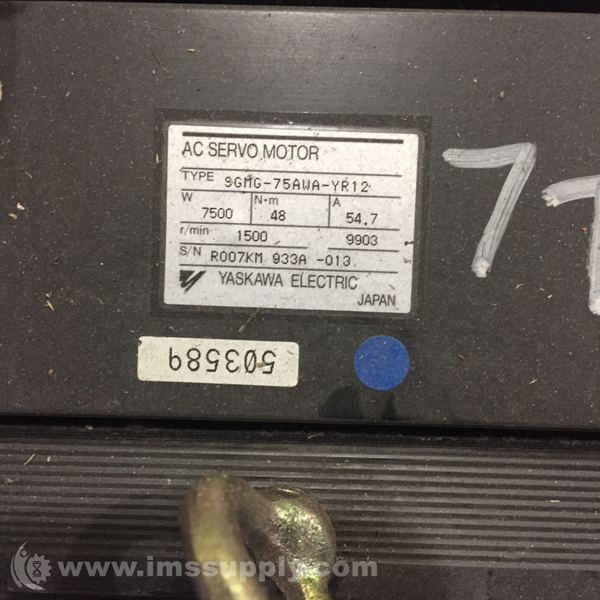 AC SERVO MOTOR
TYPE SGMG-75AWA-YR12
W 7500 N·m 48 A 54.7
r/min 1500 9903
S/N R007KM 933A -013
YASKAWA ELECTRIC
JAPAN
503589
www.imssupply.com